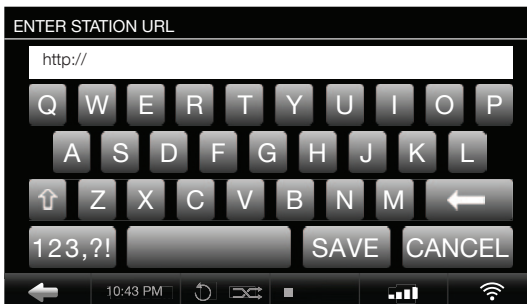 ENTER STATION URL
http://
Q W E R T Y U I O P
A S D F G H J K L
Z X C V B N M
123,?! SAVE CANCEL
10:43 PM